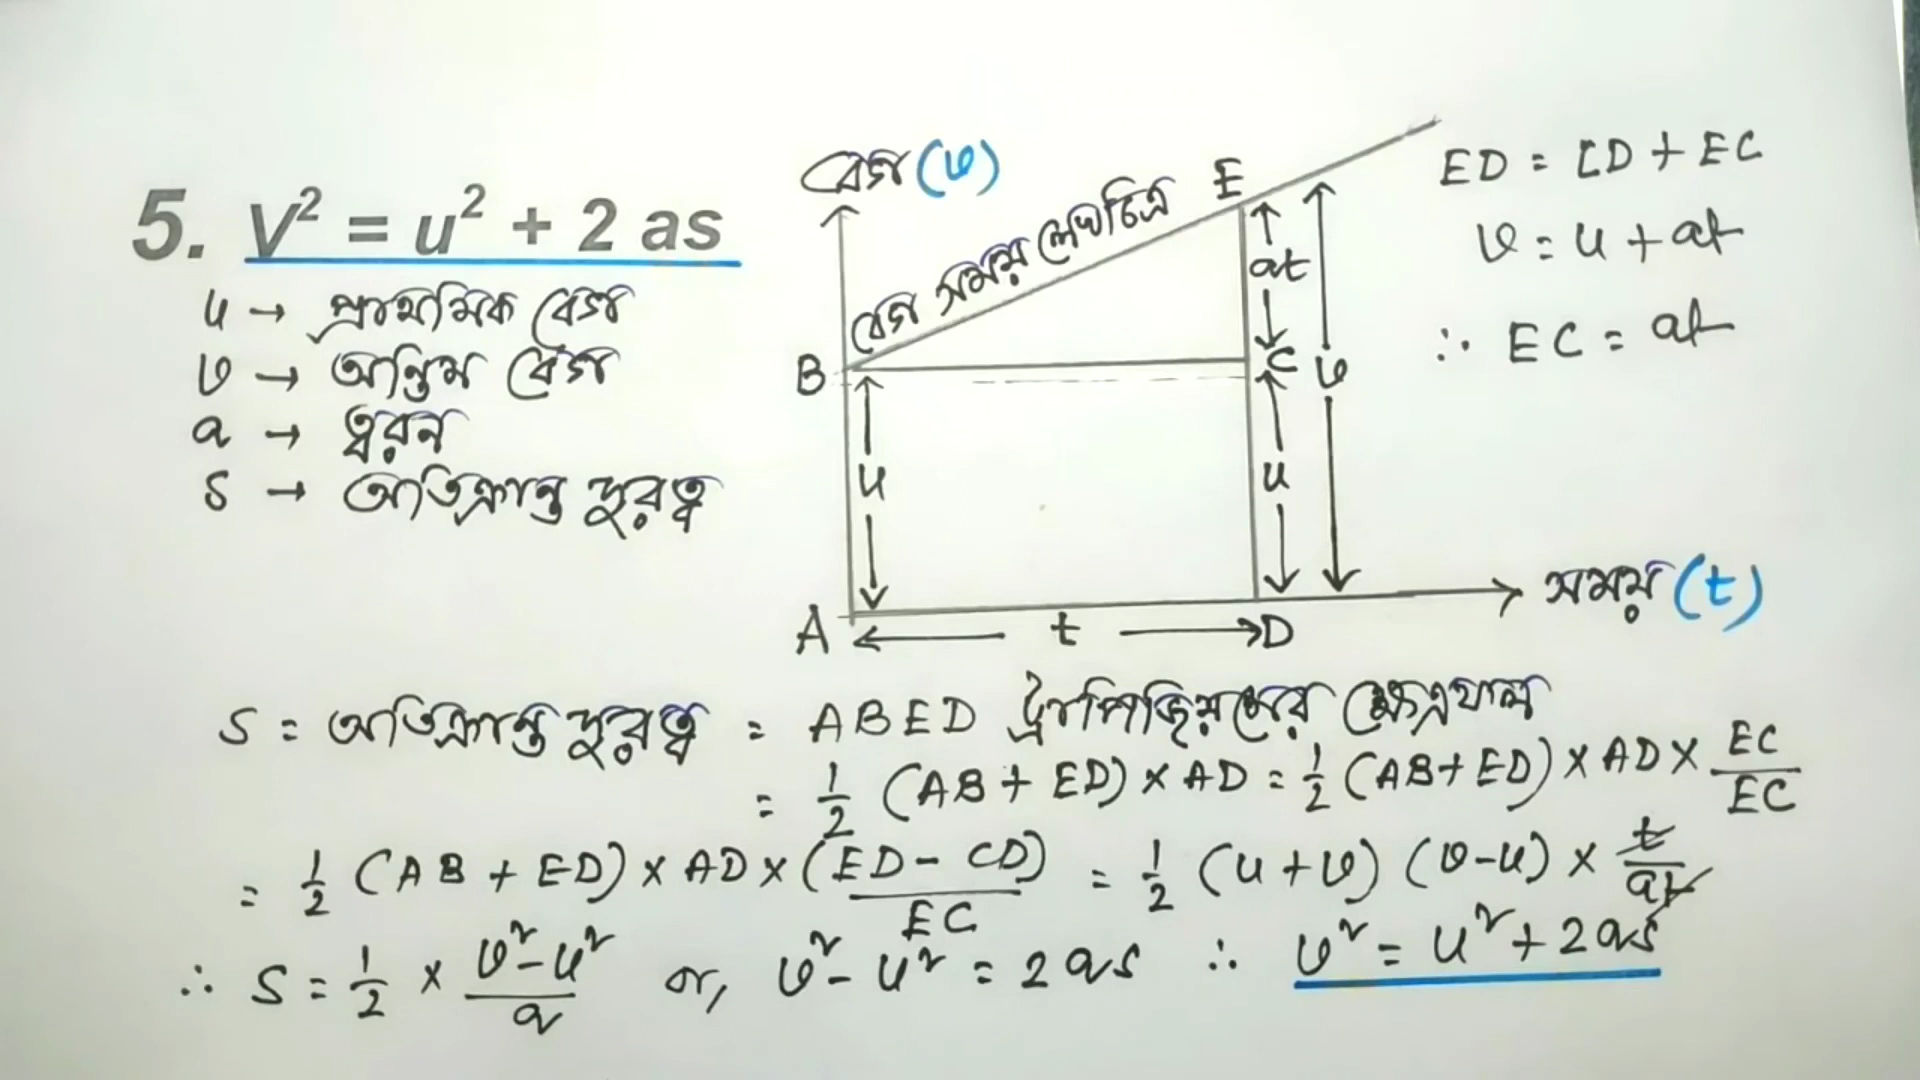 5. V² = u² + 2 as
u → প্রাথমিক বেগ
v → অন্তিম বেগ
a → ত্বরন
s → অতিক্রান্ত দূরত্ব
বেগ (v)
বেগ সময় লেখচিত্র
E
at
B
C
v
u
u
A
t
D
সময় (t)
ED = CD + EC
v = u + at
∴ EC = at
S = অতিক্রান্ত দূরত্ব = ABED ট্রাপিজিয়মের ক্ষেত্রফল
= 1/2 (AB + ED) × AD = 1/2 (AB + ED) × AD × EC/EC
= 1/2 (AB + ED) × AD × (ED - CD)/EC = 1/2 (u + v) (v - u) × t/at
∴ S = 1/2 × v² - u²/a or, v² - u² = 2as ∴ v² = u² + 2as